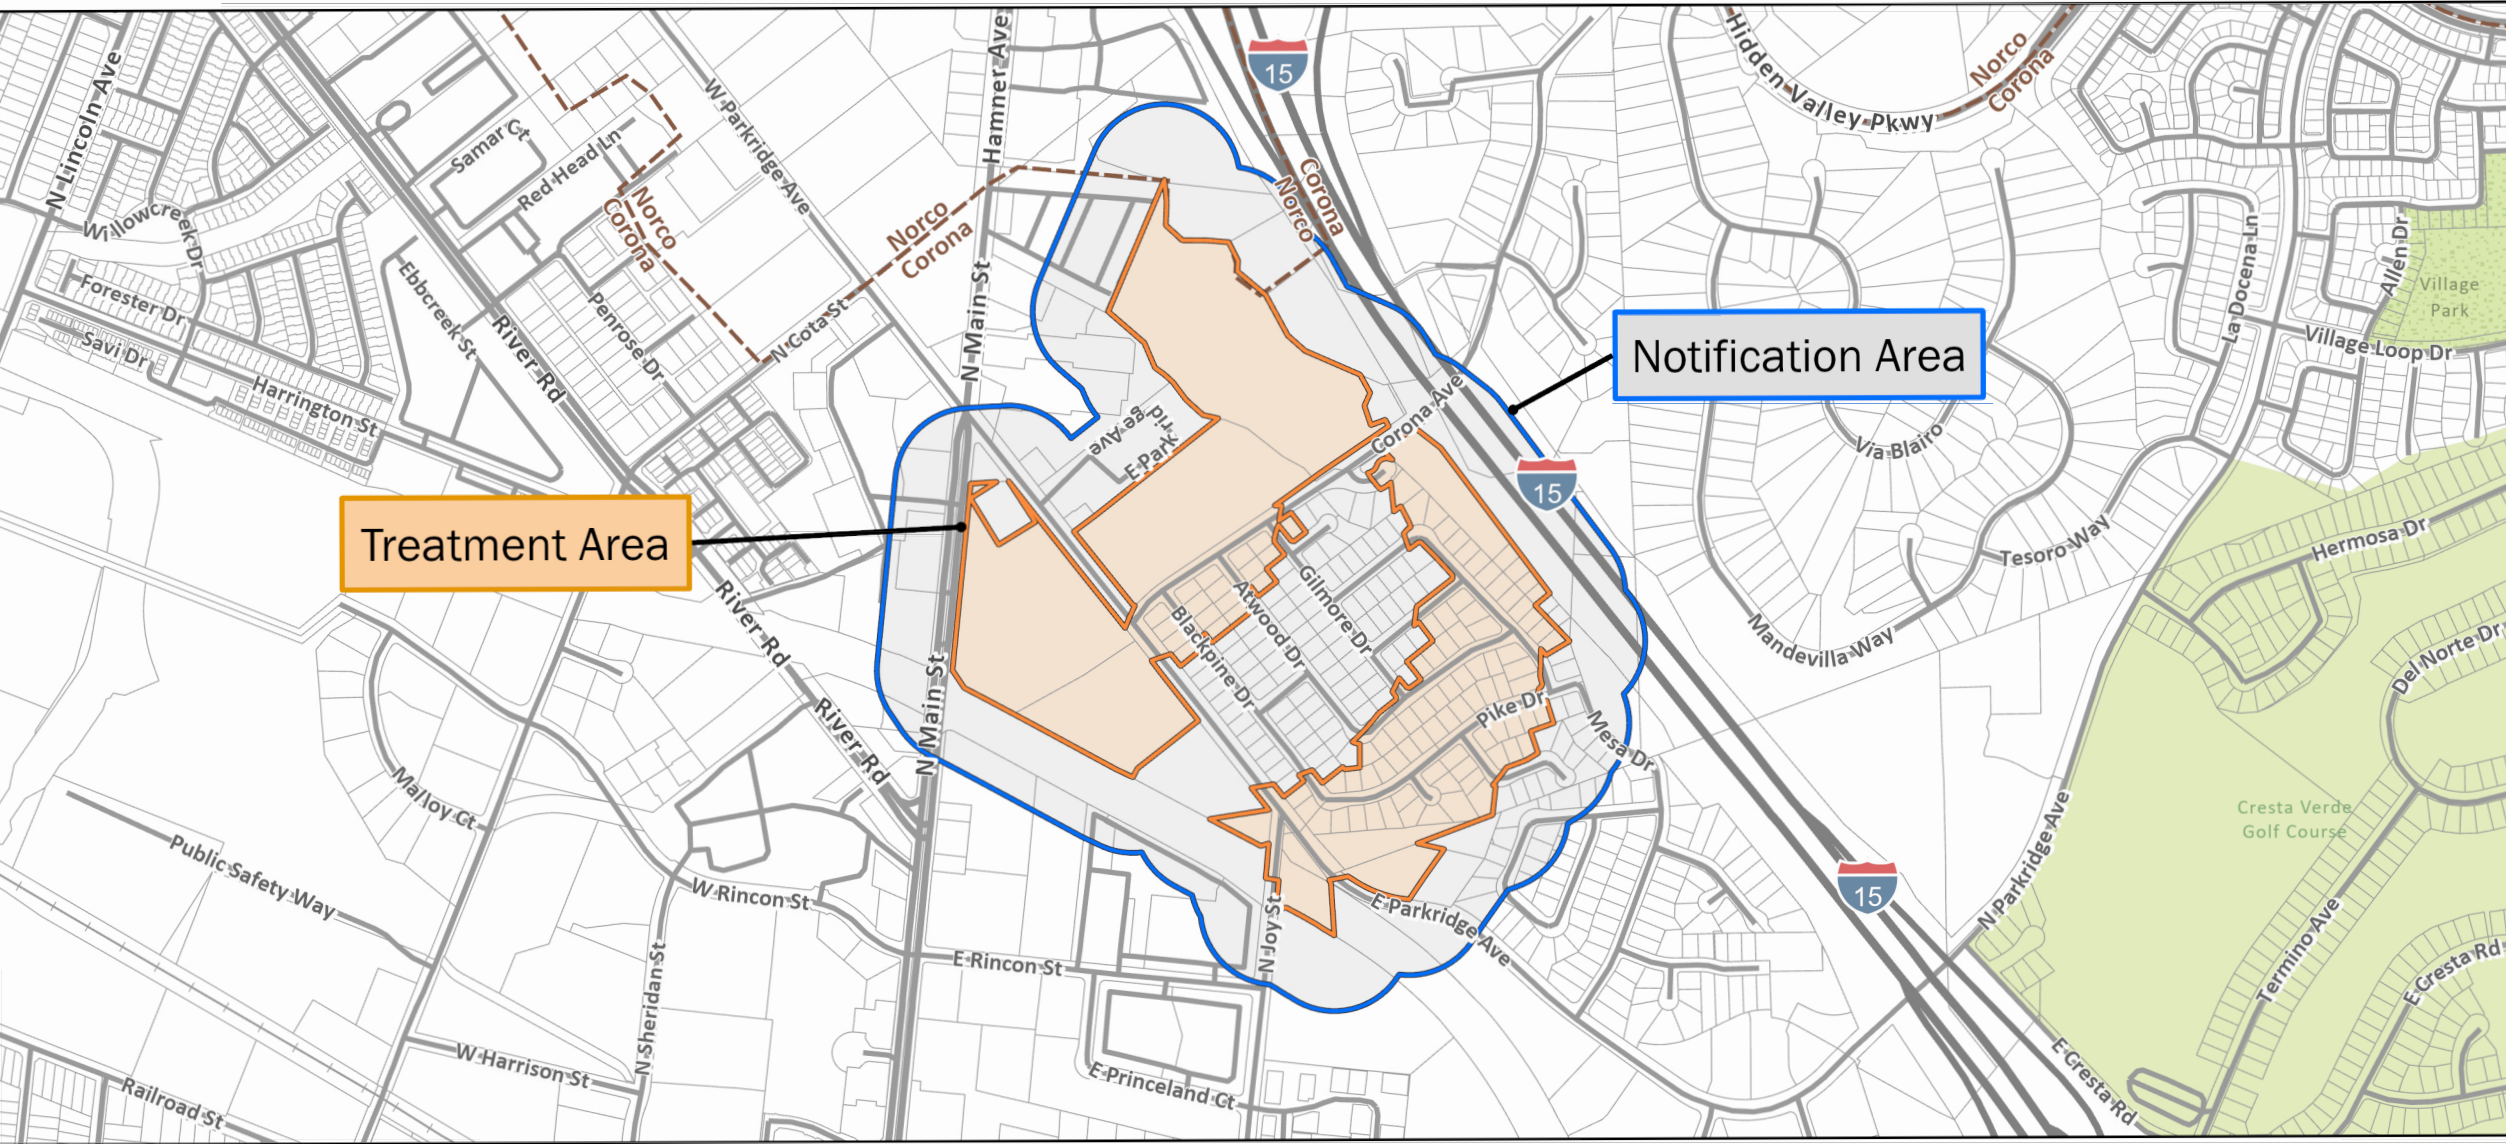 N Lincoln Ave
Samar Ct
Red Head Ln
W Parkridge Ave
Hamner Ave
15
Hidden Valley Pkwy
Norco
Corona
Willowcreek Dr
Norco
Corona
Norco
Corona
Corona
Norco
Forester Dr
Savi Dr
Ebbcreek St
Harrington St
River Rd
Penrose Dr
N Cota St
N Main St
La Docena Ln
Allen Dr
Village
Park
Village Loop Dr
Notification Area
Corona Ave
E Park
rid
ge Ave
15
Via Blairo
Treatment Area
Tesoro Way
Hermosa Dr
Mandevilla Way
Del Norte Dr
River Rd
River Rd
N Main St
Blackpine Dr
Atwood Dr
Gilmore Dr
Pike Dr
Mesa Dr
Malloy Ct
Public Safety Way
W Rincon St
E Rincon St
N Joy St
E Parkridge Ave
15
N Parkridge Ave
Cresta Verde
Golf Course
Termino Ave
E Cresta Rd
E Cresta Rd
N Sheridan St
W Harrison St
Railroad St
E Princeland Ct